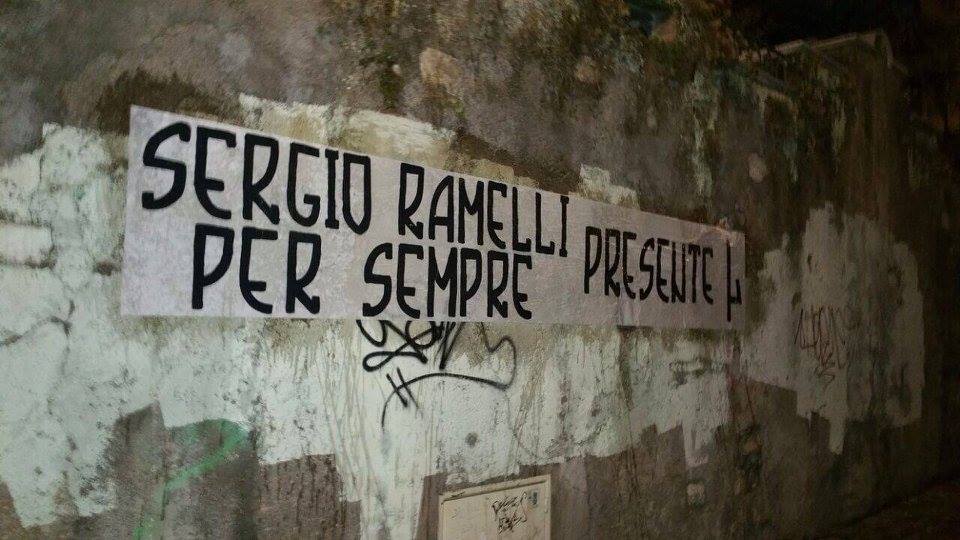 SERGIO RAMELLI
PER SEMPRE PRESENTE